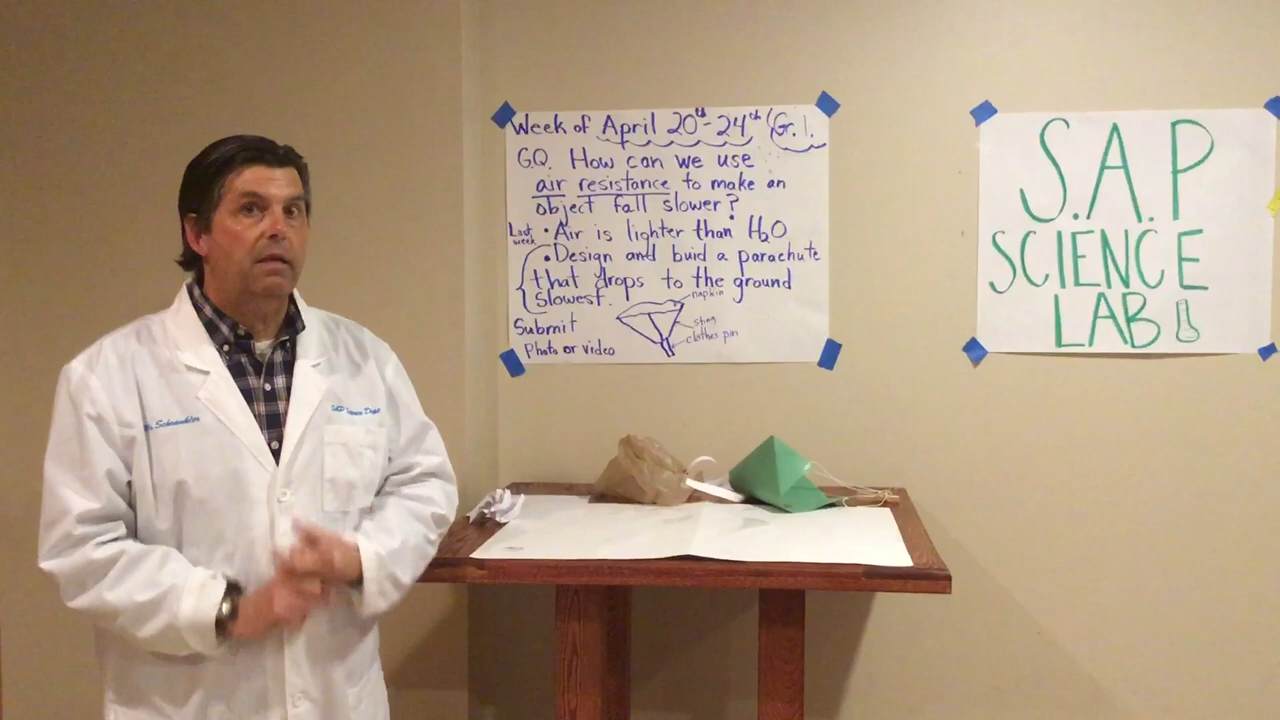 Week of April 20th-24th (Gr. 1.
G.Q. How can we use
air resistance to make an
object fall slower?
Last week • Air is lighter than H2O
• Design and buid a parachute
that drops to the ground
slowest.
napkin
sting
clothes pin
Submit
Photo or video
S.A.P
SCIENCE
LAB